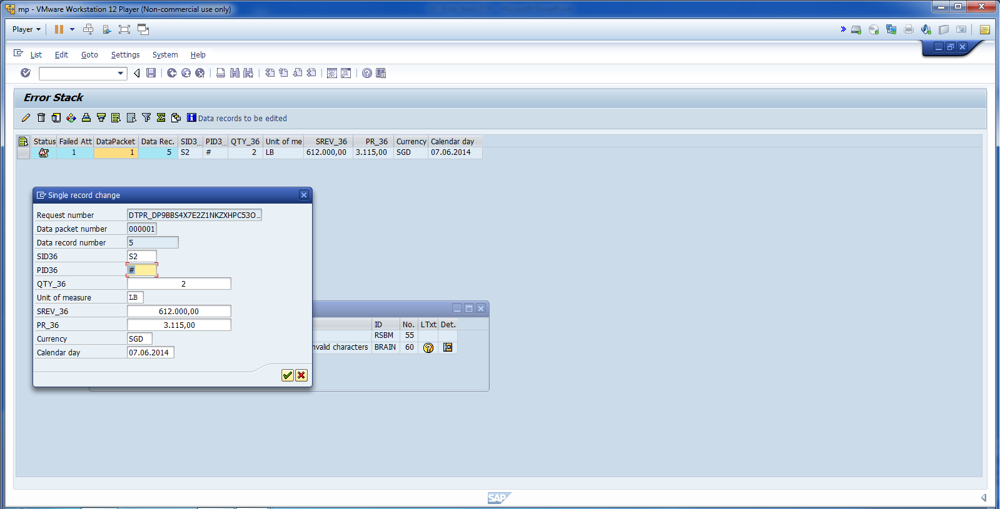 mp - VMware Workstation 12 Player (Non-commercial use only)
Player
List Edit Goto Settings System Help
Error Stack
Data records to be edited
Status Failed Att DataPacket Data Rec. SID3... PID3... QTY_36 Unit of me SREV_36 PR_36 Currency Calendar day
1 1 5 S2 # 2 LB 612.000,00 3.115,00 SGD 07.06.2014
Single record change
Request number DTPR_DP9BBS4X7E2Z1NKZXHPC53O...
Data packet number 000001
Data record number 5
SID36 S2
PID36 #
QTY_36 2
Unit of measure LB
SREV_36 612.000,00
PR_36 3.115,00
Currency SGD
Calendar day 07.06.2014
ID No. LTxt Det.
RSBM 55
nvalid characters BRAIN 60
SAP